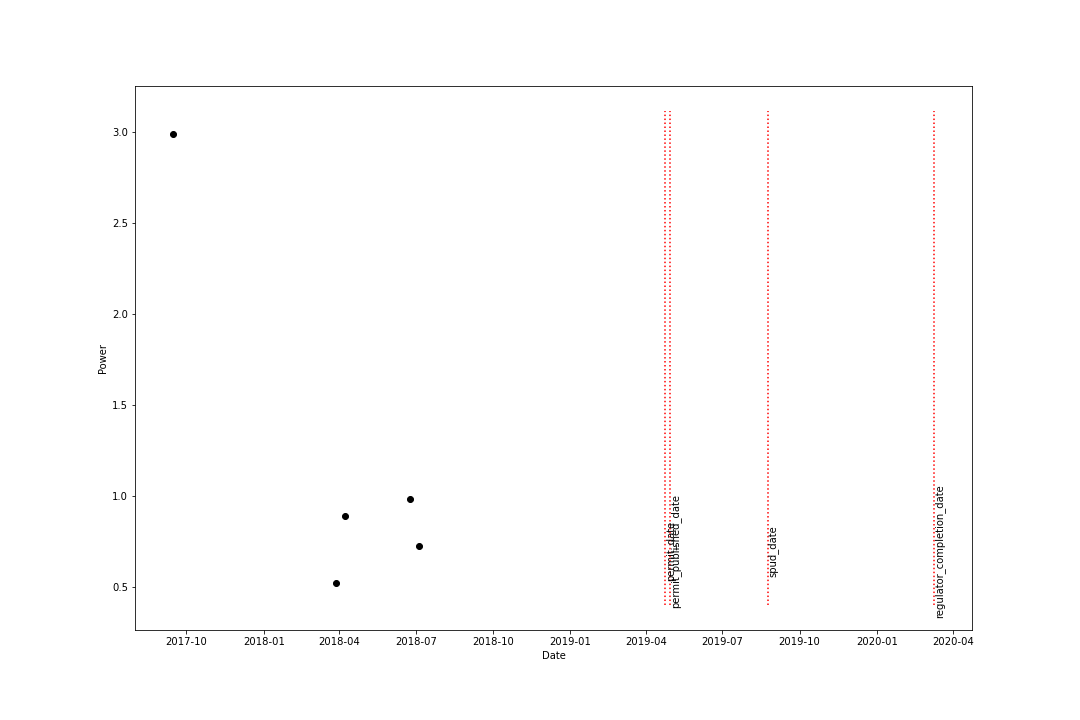 3.0
2.5
2.0
1.5
1.0
0.5
Power
permit_date
permit_published_date
spud_date
regulator_completion_date
2017-10
2018-01
2018-04
2018-07
2018-10
2019-01
2019-04
2019-07
2019-10
2020-01
2020-04
Date